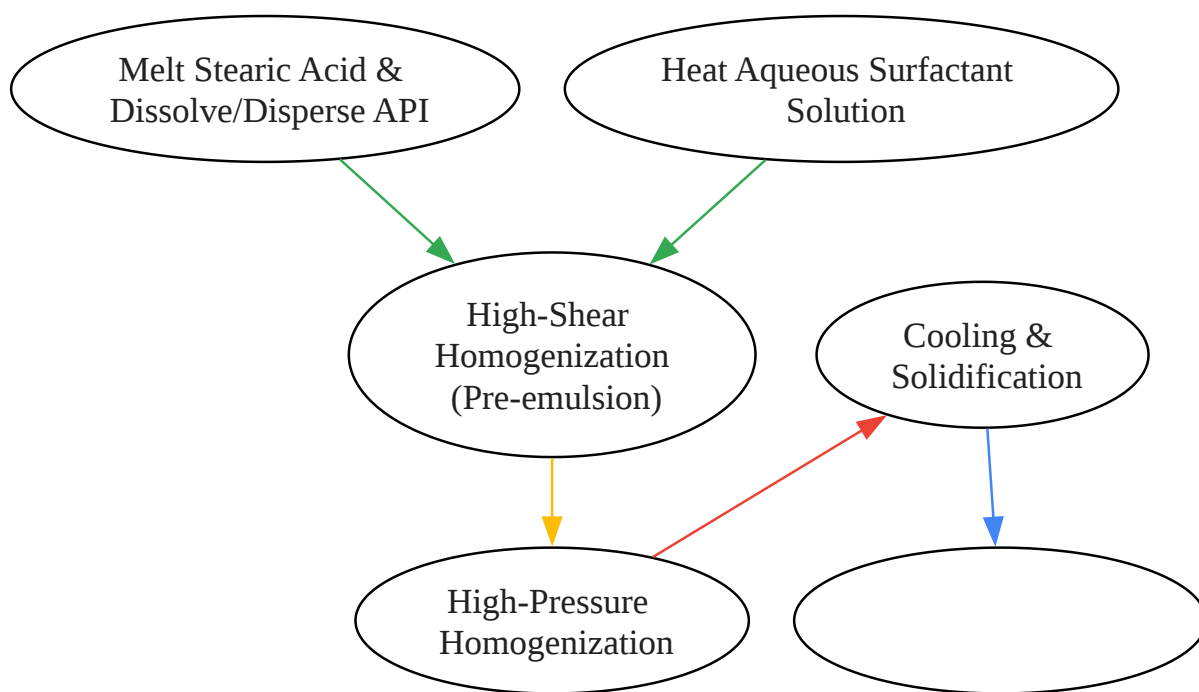 Melt Stearic Acid &
Dissolve/Disperse API
Heat Aqueous Surfactant
Solution
High-Shear
Homogenization
(Pre-emulsion)
Cooling &
Solidification
High-Pressure
Homogenization